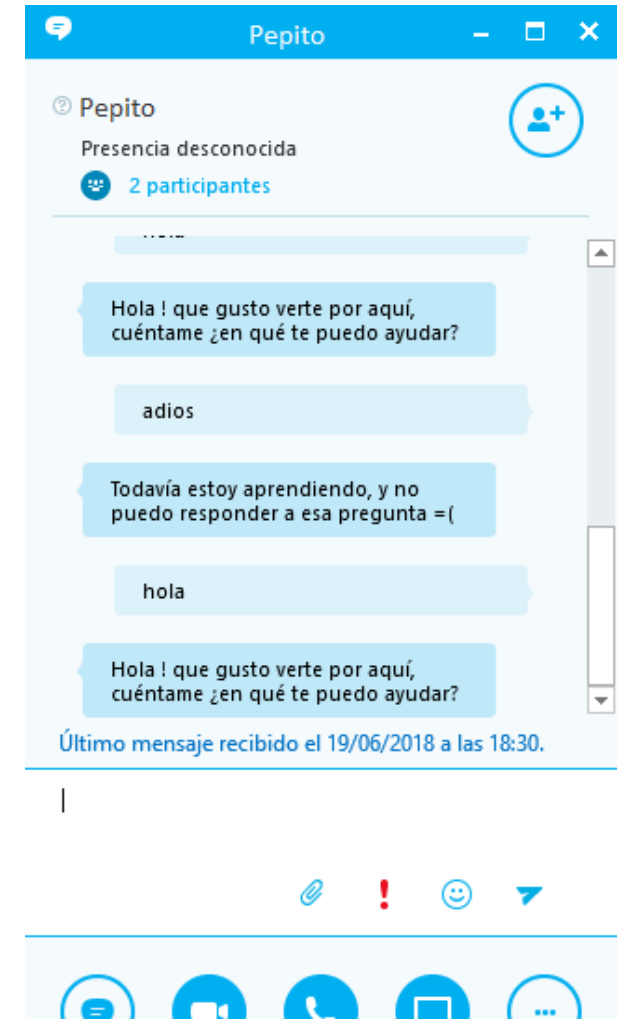 Pepito
Pepito
Presencia desconocida
2 participantes
Hola ! que gusto verte por aquí,
cuéntame ¿en qué te puedo ayudar?
adios
Todavía estoy aprendiendo, y no
puedo responder a esa pregunta =(
hola
Hola ! que gusto verte por aquí,
cuéntame ¿en qué te puedo ayudar?
Último mensaje recibido el 19/06/2018 a las 18:30.